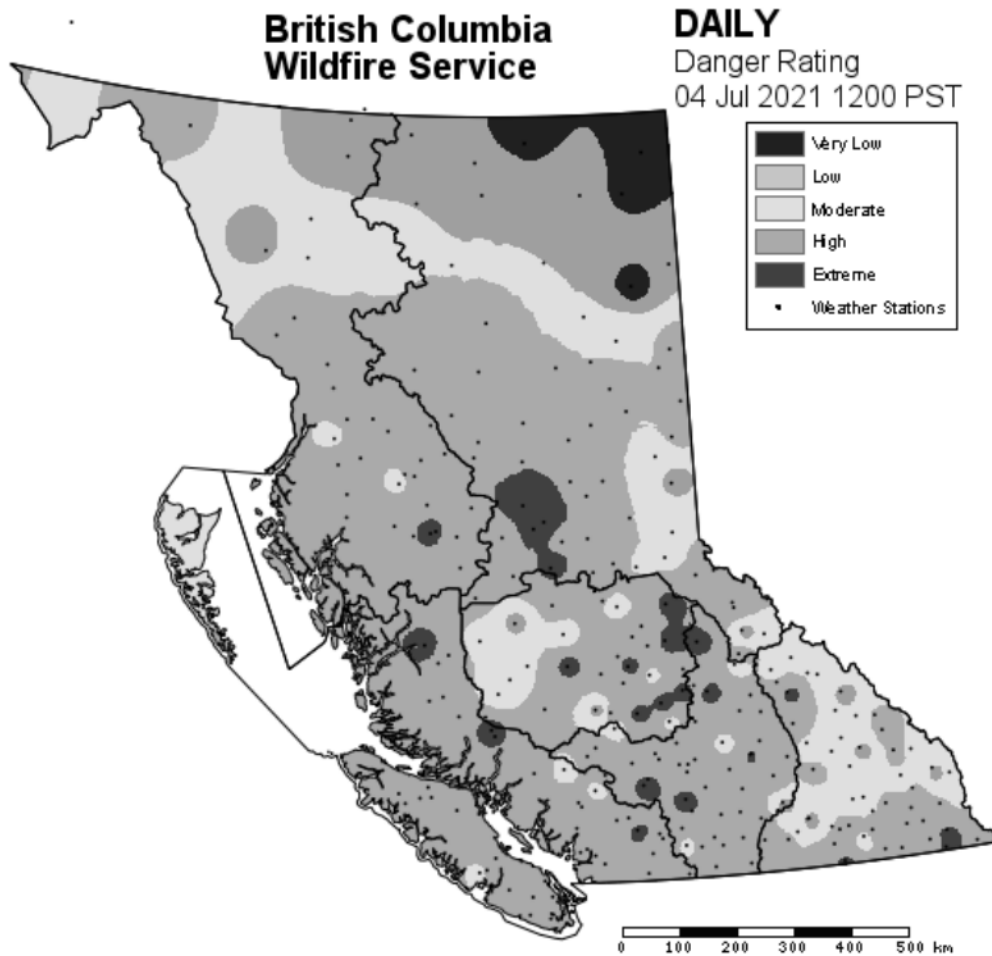 British Columbia
Wildfire Service
DAILY
Danger Rating
04 Jul 2021 1200 PST
Very Low
Low
Moderate
High
Extreme
Weather Stations
0 100 200 300 400 500 km